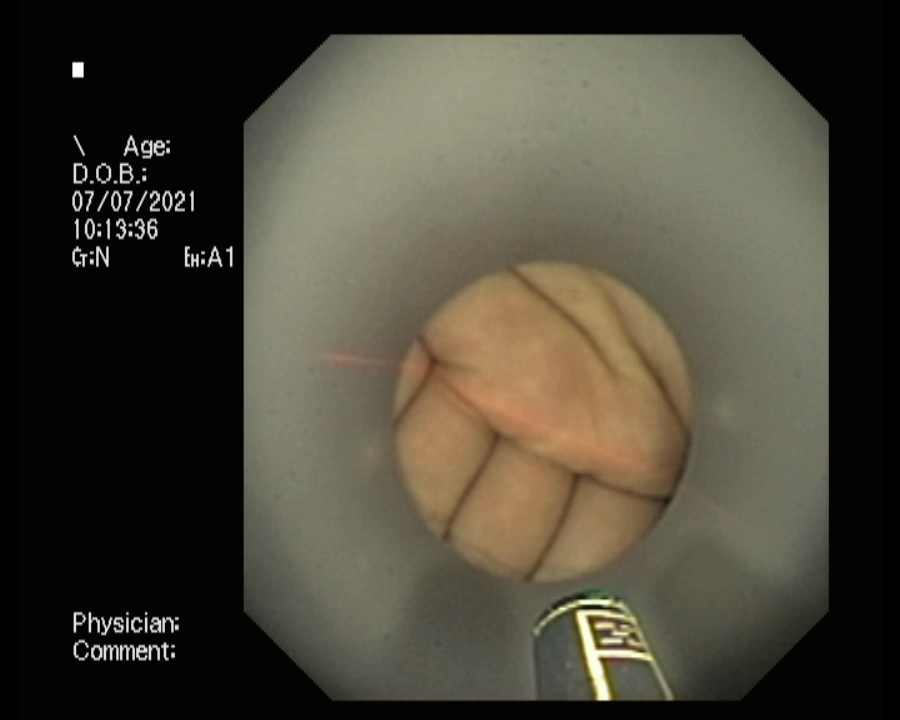 \ Age:
D.O.B.:
07/07/2021
10:13:36
Cr:N EH:A1
Physician:
Comment: